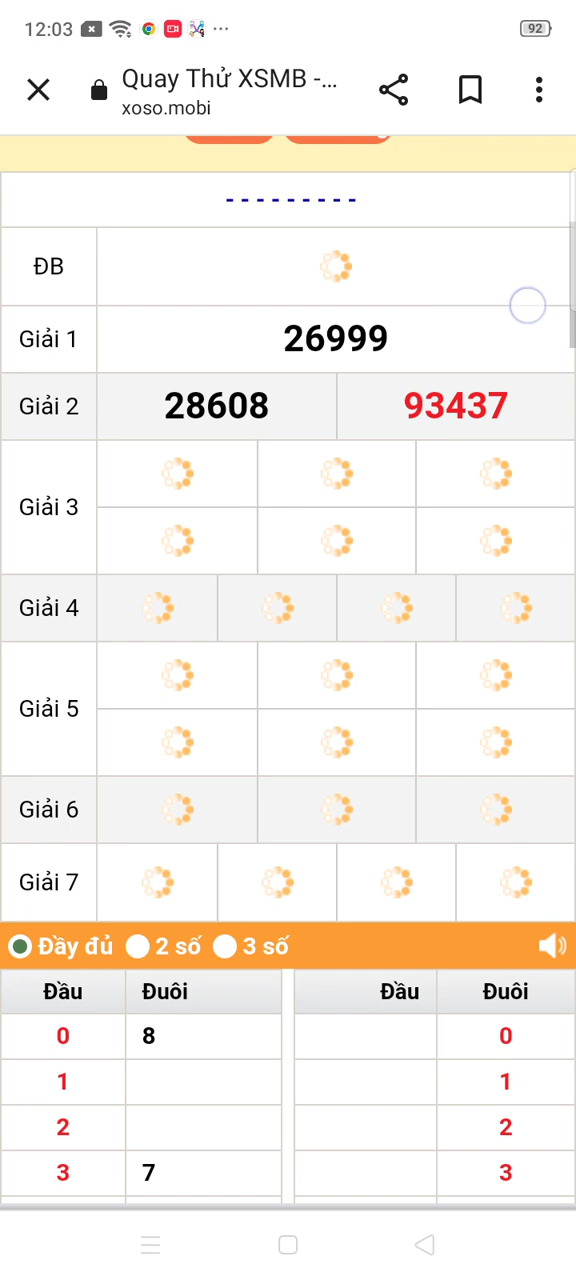 12:03 92
Quay Thử XSMB -...
xoso.mobi
---------
ĐB
Giải 1 26999
Giải 2 28608 93437
Giải 3
Giải 4
Giải 5
Giải 6
Giải 7
Đầy đủ 2 số 3 số
Đầu Đuôi Đầu Đuôi
0 8 0
1 1
2 2
3 7 3